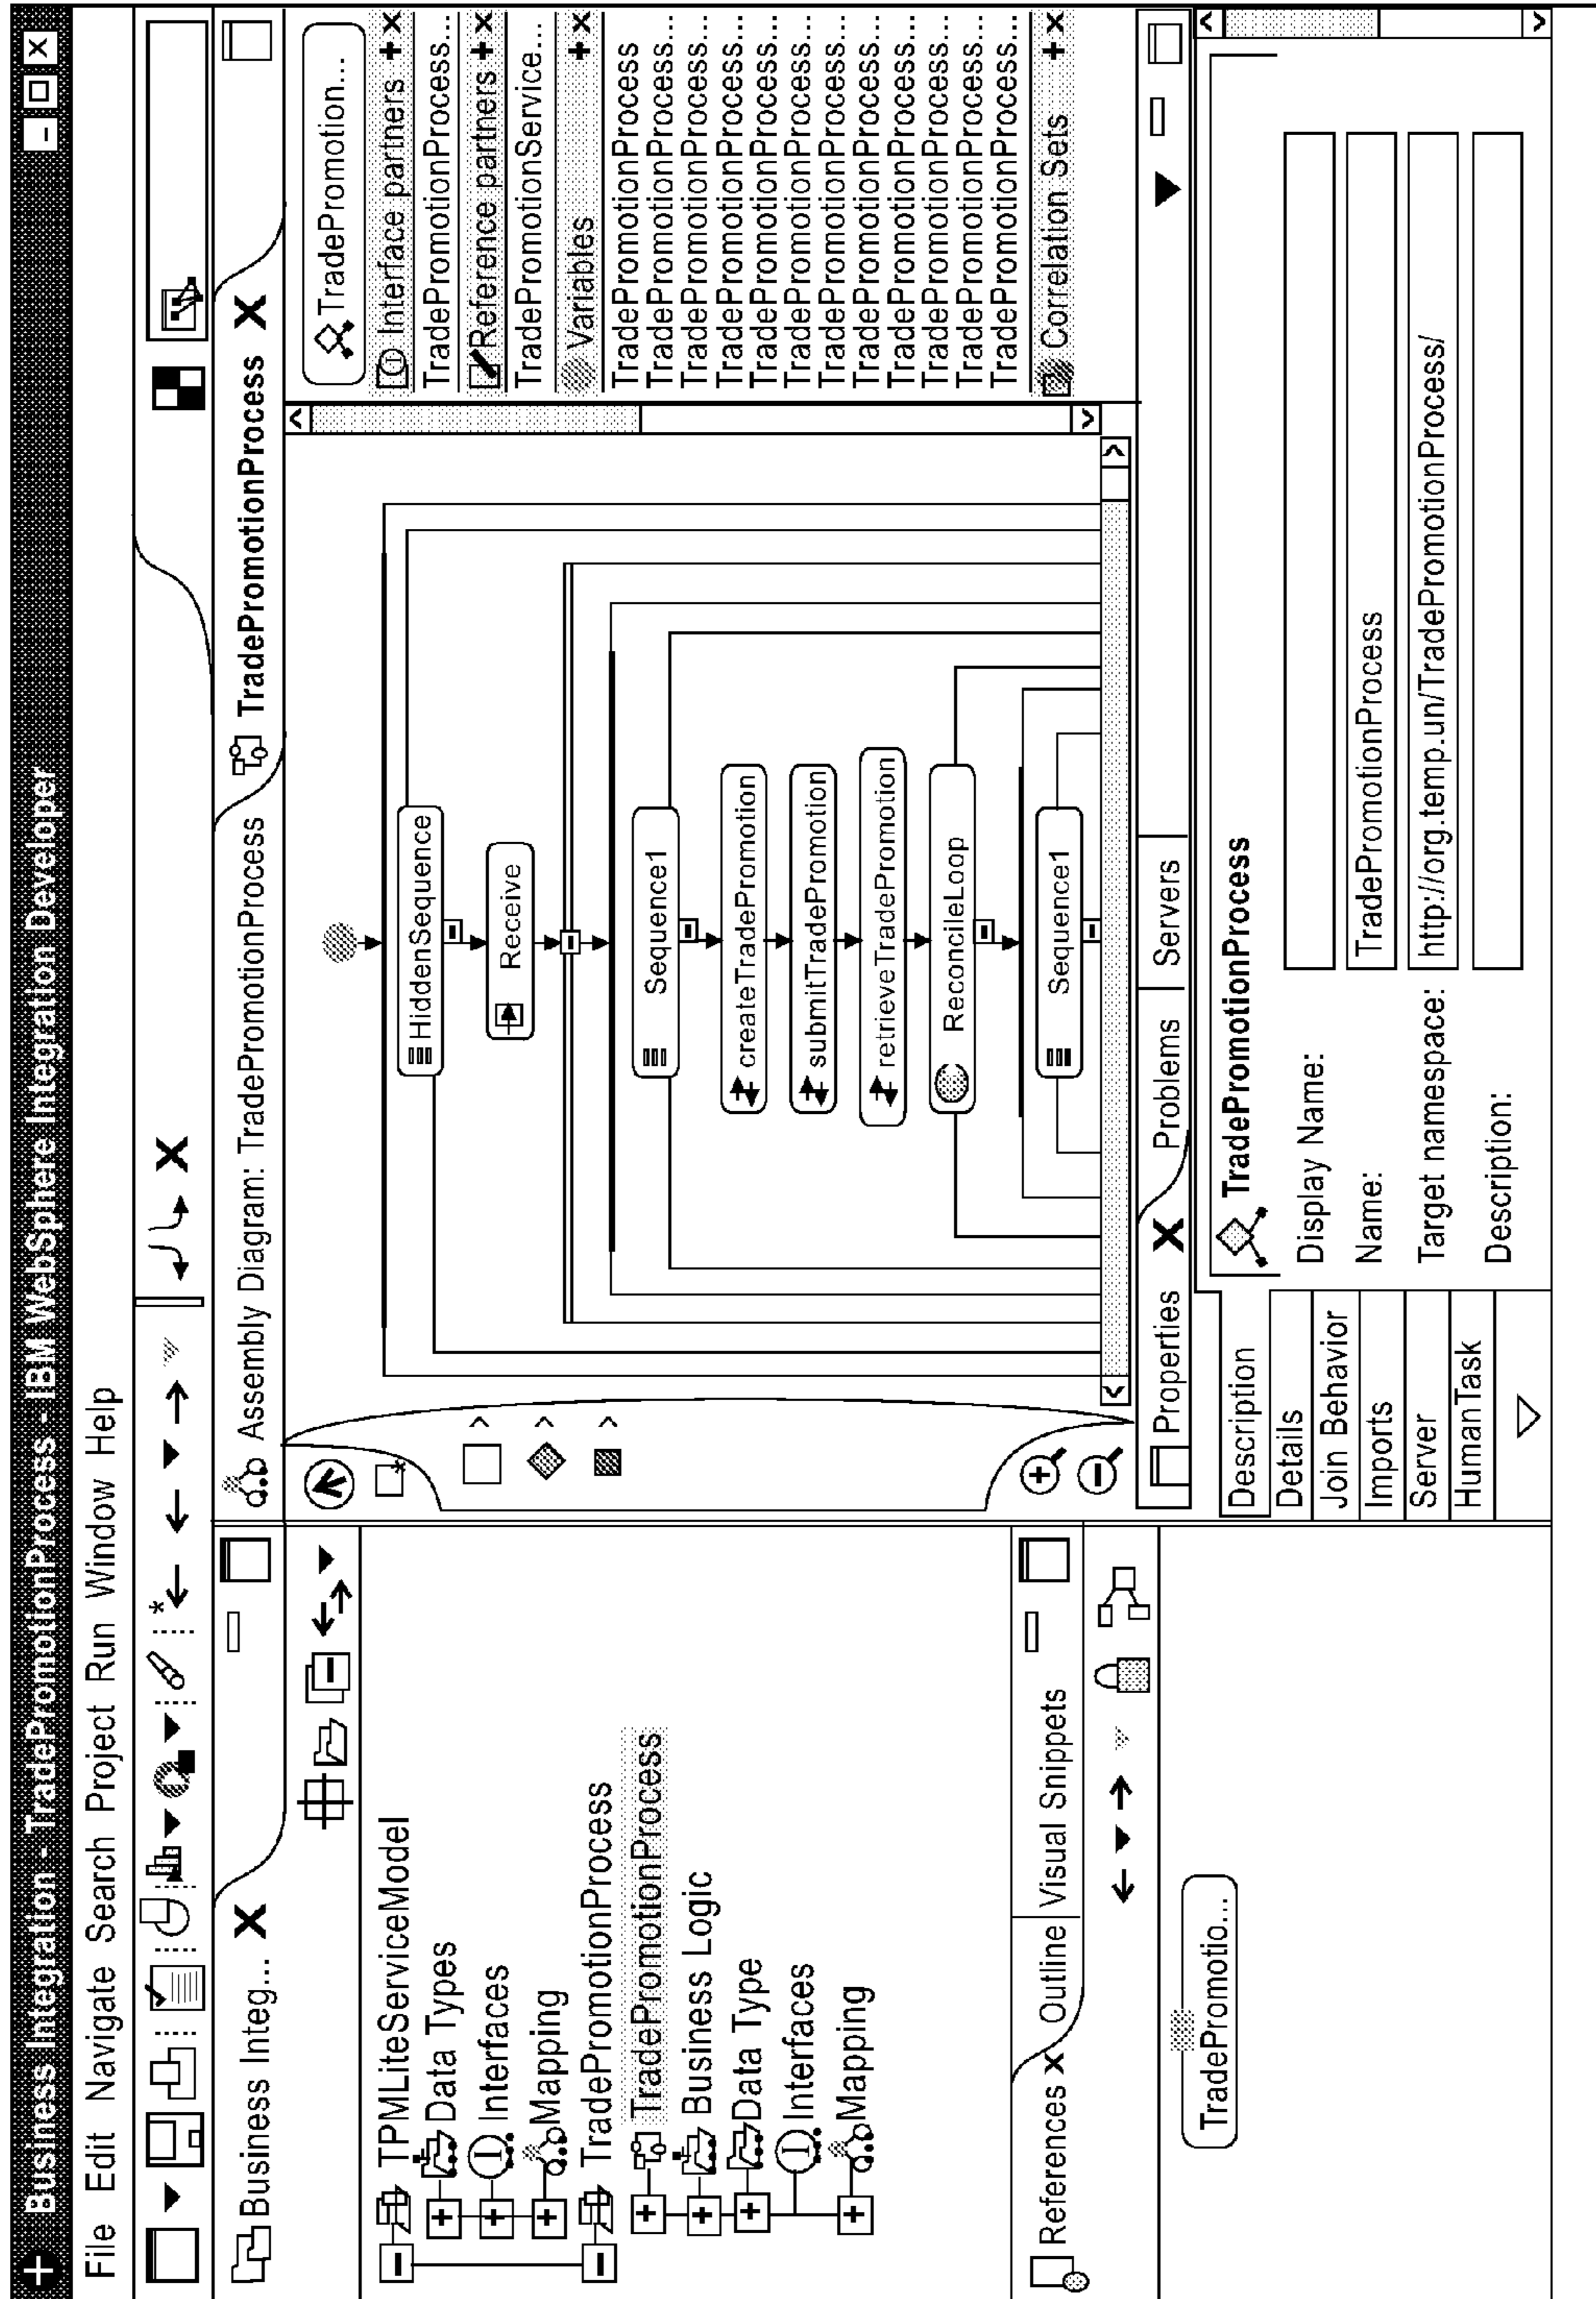 Business Integration - TradePromotionProcess - IBM WebSphere Integration Developer
File Edit Navigate Search Project Run Window Help
Business Integ...
TPMLiteServiceModel
Data Types
Interfaces
Mapping
TradePromotionProcess
TradePromotionProcess
Business Logic
Data Type
Interfaces
Mapping
References x Outline Visual Snippets
TradePromotio...
Assembly Diagram: TradePromotionProcess TradePromotionProcess X
HiddenSequence
Receive
Sequence1
createTradePromotion
submitTradePromotion
retrieveTradePromotion
ReconcileLoop
Sequence1
TradePromotion...
Interface partners + x
TradePromotionProcess...
Reference partners + x
TradePromotionService...
Variables + x
TradePromotionProcess
TradePromotionProcess...
TradePromotionProcess...
TradePromotionProcess...
TradePromotionProcess...
TradePromotionProcess...
TradePromotionProcess...
TradePromotionProcess...
TradePromotionProcess...
TradePromotionProcess...
TradePromotionProcess...
TradePromotionProcess...
Correlation Sets + x
Properties X Problems Servers
Description
Details
Join Behavior
Imports
Server
HumanTask
TradePromotionProcess
Display Name:
Name: TradePromotionProcess
Target namespace: http://org.temp.un/TradePromotionProcess/
Description: